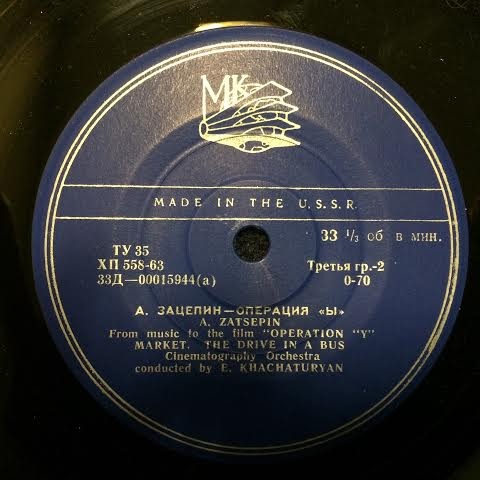 МК
MADE IN THE U.S.S.R.
33 1/3 об в мин.
ТУ 35
ХП 558-63
33Д—00015944(а)
Третья гр.-2
0-70
А. ЗАЦЕПИН—ОПЕРАЦИЯ «Ы»
A. ZATSEPIN
From music to the film "OPERATION "Y"
MARKET. THE DRIVE IN A BUS
Cinematography Orchestra
conducted by E. KHACHATURYAN